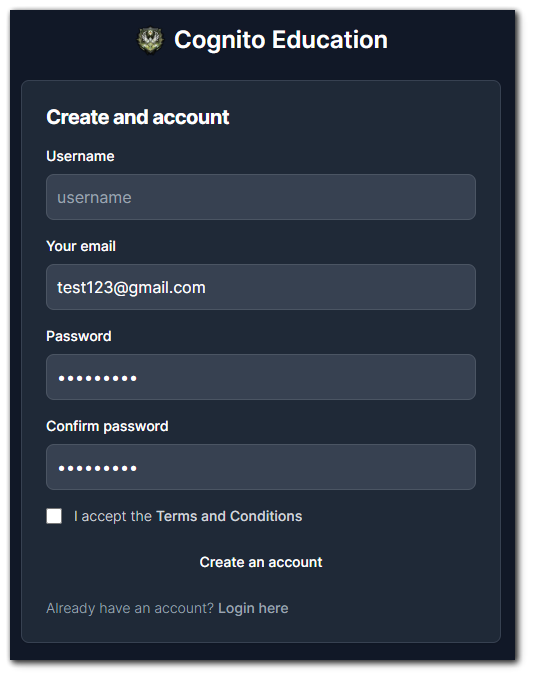 Cognito Education
Create and account
Username
username
Your email
test123@gmail.com
Password
•••••••••
Confirm password
•••••••••
I accept the Terms and Conditions
Create an account
Already have an account? Login here